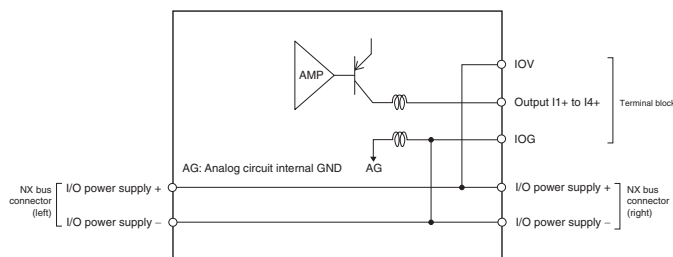 AMP
IOV
Output I1+ to I4+
Terminal block
IOG
AG: Analog circuit internal GND
AG
NX bus
connector
(left)
I/O power supply +
I/O power supply –
I/O power supply +
I/O power supply –
NX bus
connector
(right)